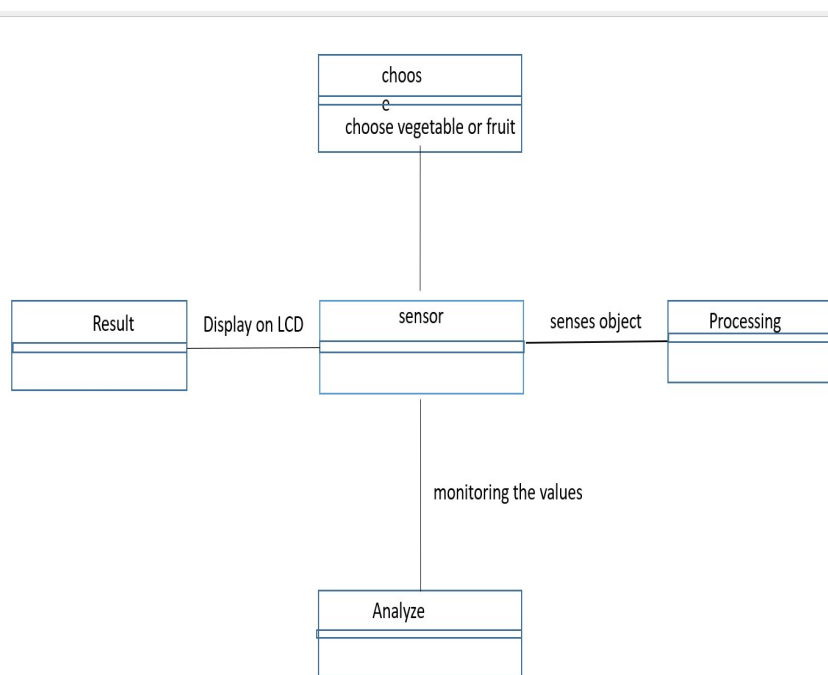 choos
e
choose vegetable or fruit
Result
Display on LCD
sensor
senses object
Processing
monitoring the values
Analyze